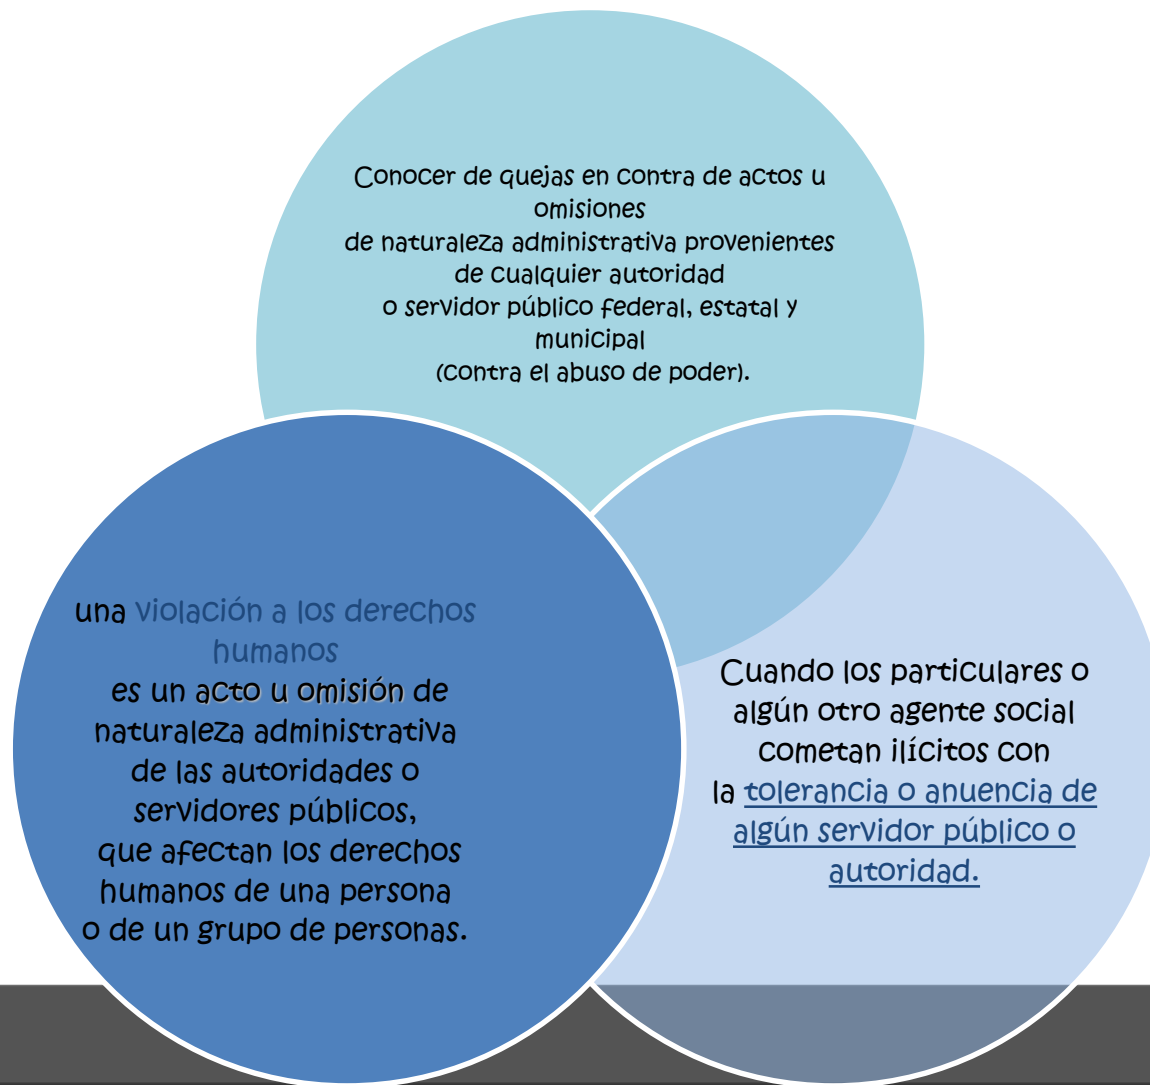 Conocer de quejas en contra de actos u
omisiones
de naturaleza administrativa provenientes
de cualquier autoridad
o servidor público federal, estatal y
municipal
(contra el abuso de poder).
una violación a los derechos
humanos
es un acto u omisión de
naturaleza administrativa
de las autoridades o
servidores públicos,
que afectan los derechos
humanos de una persona
o de un grupo de personas.
Cuando los particulares o
algún otro agente social
cometan ilícitos con
la tolerancia o anuencia de
algún servidor público o
autoridad.